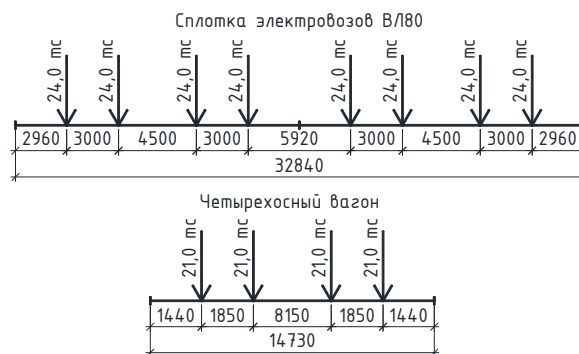 Сплотка электровозов ВЛ80
24,0 тс 24,0 тс 24,0 тс 24,0 тс 24,0 тс 24,0 тс 24,0 тс 24,0 тс
2960 3000 4500 3000 5920 3000 4500 3000 2960
32840
Четырехосный вагон
21,0 тс 21,0 тс 21,0 тс 21,0 тс
1440 1850 8150 1850 1440
14730